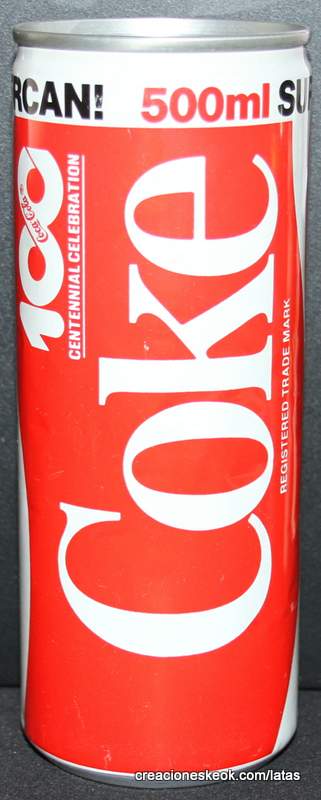 RCAN! 500ml SU
100
Coca-Cola
CENTENNIAL CELEBRATION
Coke
REGISTERED TRADE MARK
creacioneskeok.com/latas